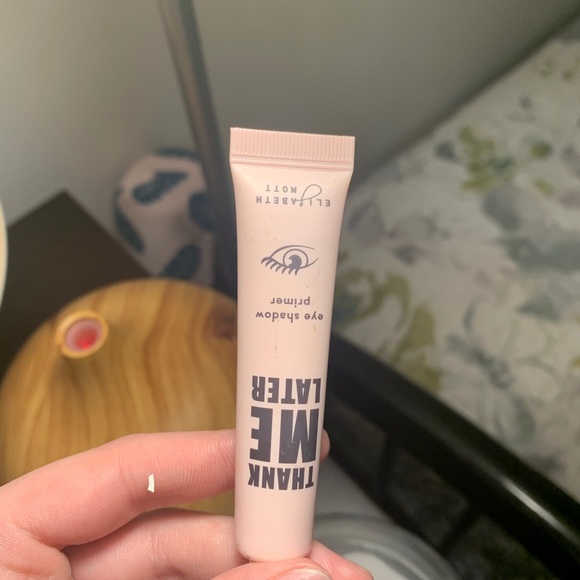 THANK
ME
LATER
eye shadow
primer
ELIZABETH
MOTT